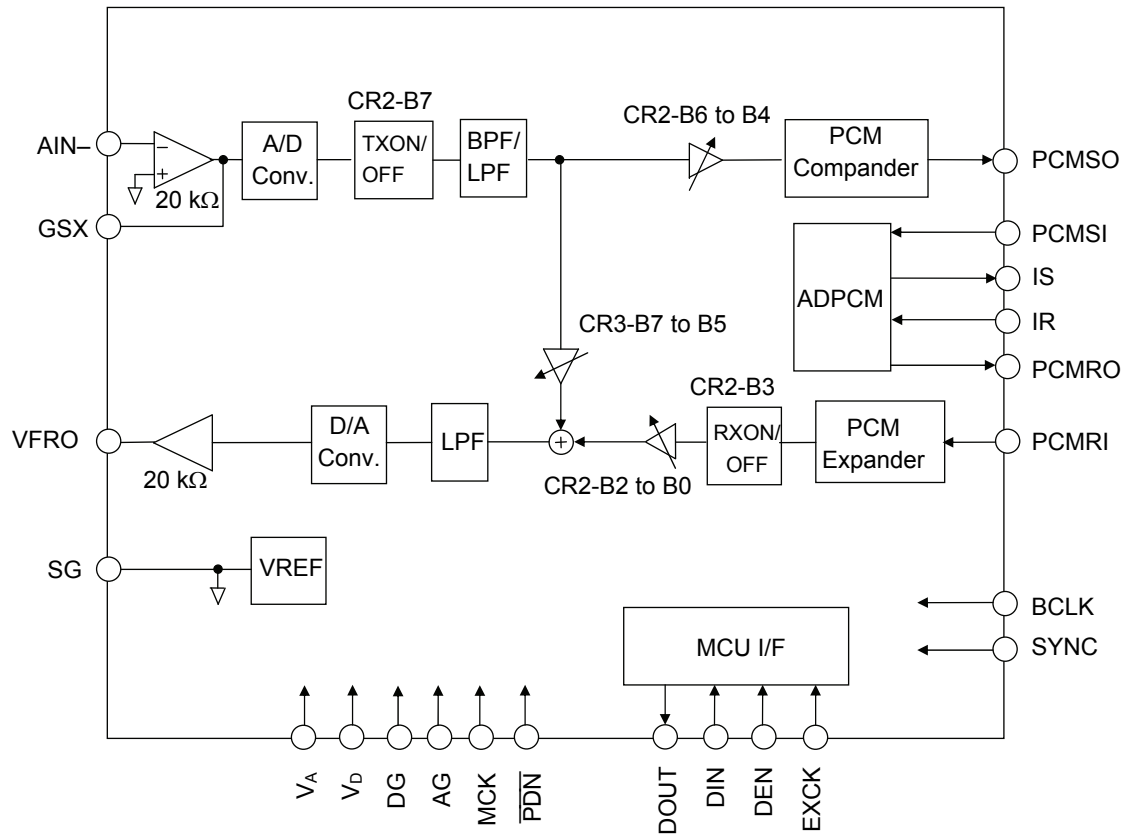 AIN–
GSX
20 kΩ
A/D
Conv.
CR2-B7
TXON/
OFF
BPF/
LPF
CR2-B6 to B4
PCM
Compander
PCMSO
PCMSI
IS
IR
PCMRO
PCMRI
ADPCM
CR3-B7 to B5
CR2-B3
RXON/
OFF
PCM
Expander
CR2-B2 to B0
VFRO
20 kΩ
D/A
Conv.
LPF
+
SG
VREF
BCLK
SYNC
MCU I/F
VA
VD
DG
AG
MCK
PDN
DOUT
DIN
DEN
EXCK